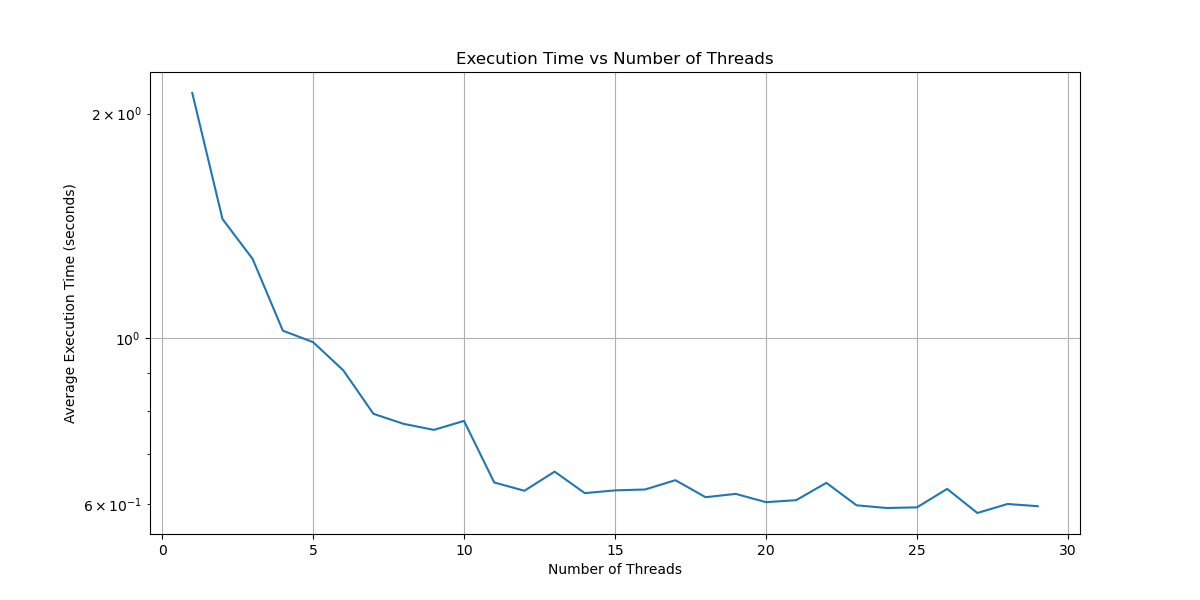 Execution Time vs Number of Threads
Average Execution Time (seconds)
2 × 10⁰
10⁰
6 × 10⁻¹
0 5 10 15 20 25 30
Number of Threads